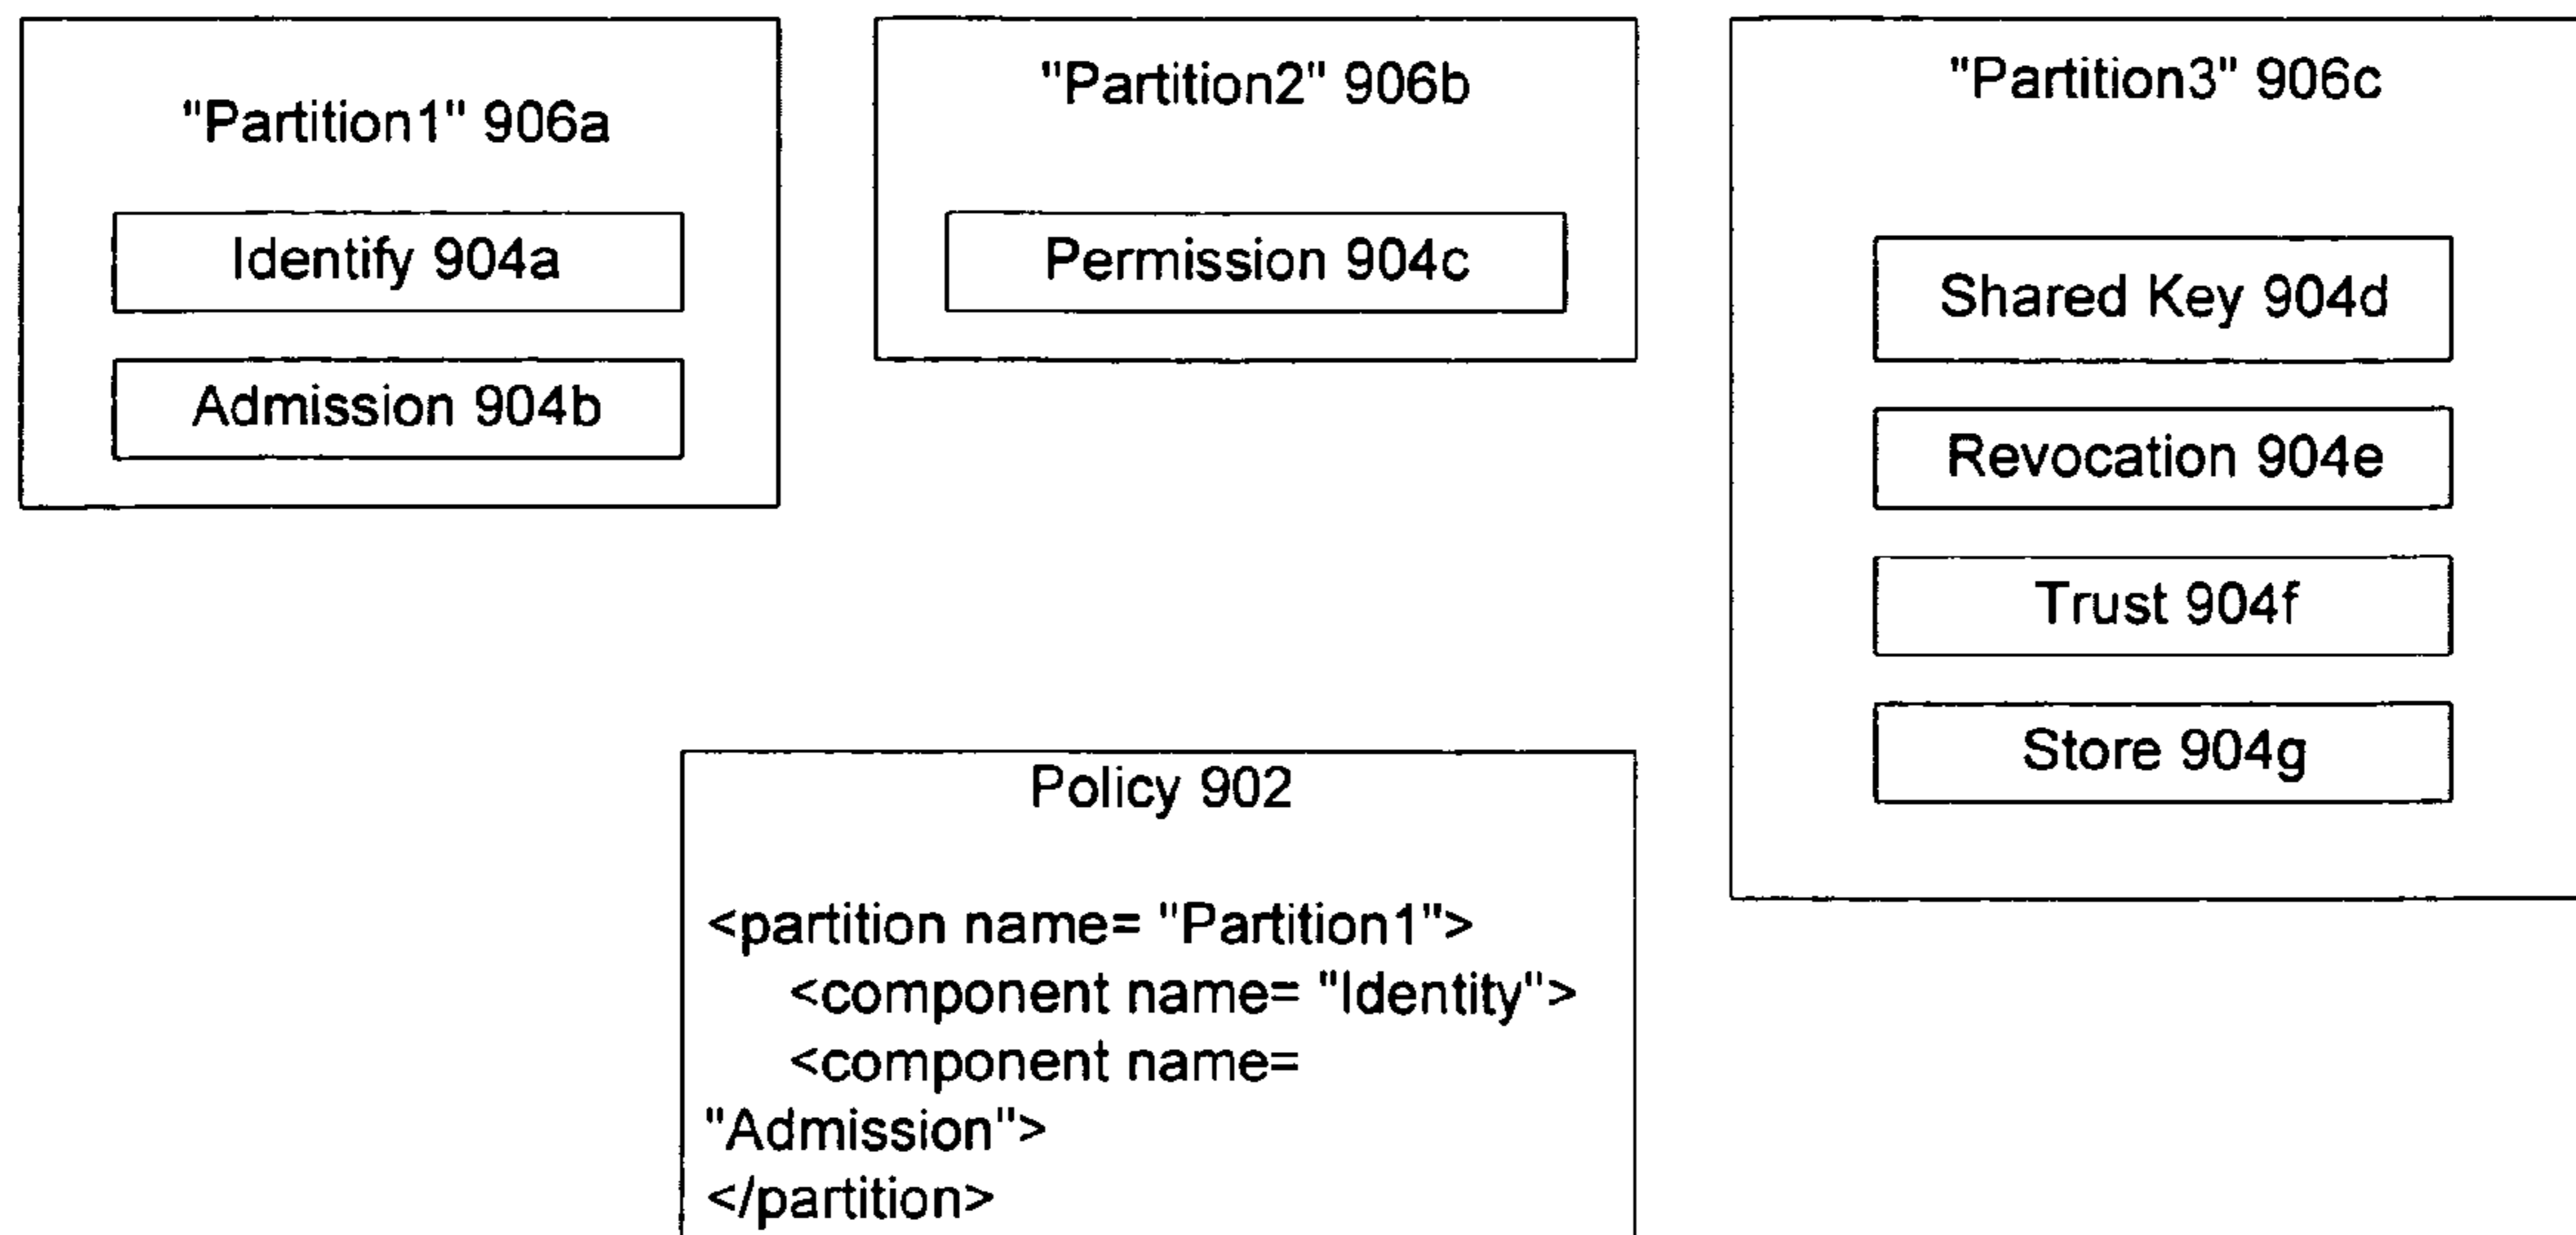 "Partition1" 906a
Identify 904a
Admission 904b
"Partition2" 906b
Permission 904c
"Partition3" 906c
Shared Key 904d
Revocation 904e
Trust 904f
Store 904g
Policy 902
<partition name= "Partition1">
<component name= "Identity">
<component name=
"Admission">
</partition>